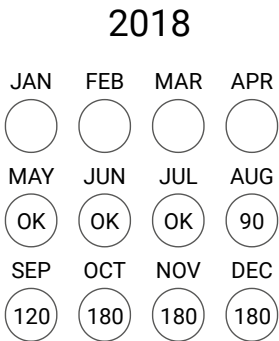 2018
JAN FEB MAR APR
MAY JUN JUL AUG
OK OK OK 90
SEP OCT NOV DEC
120 180 180 180